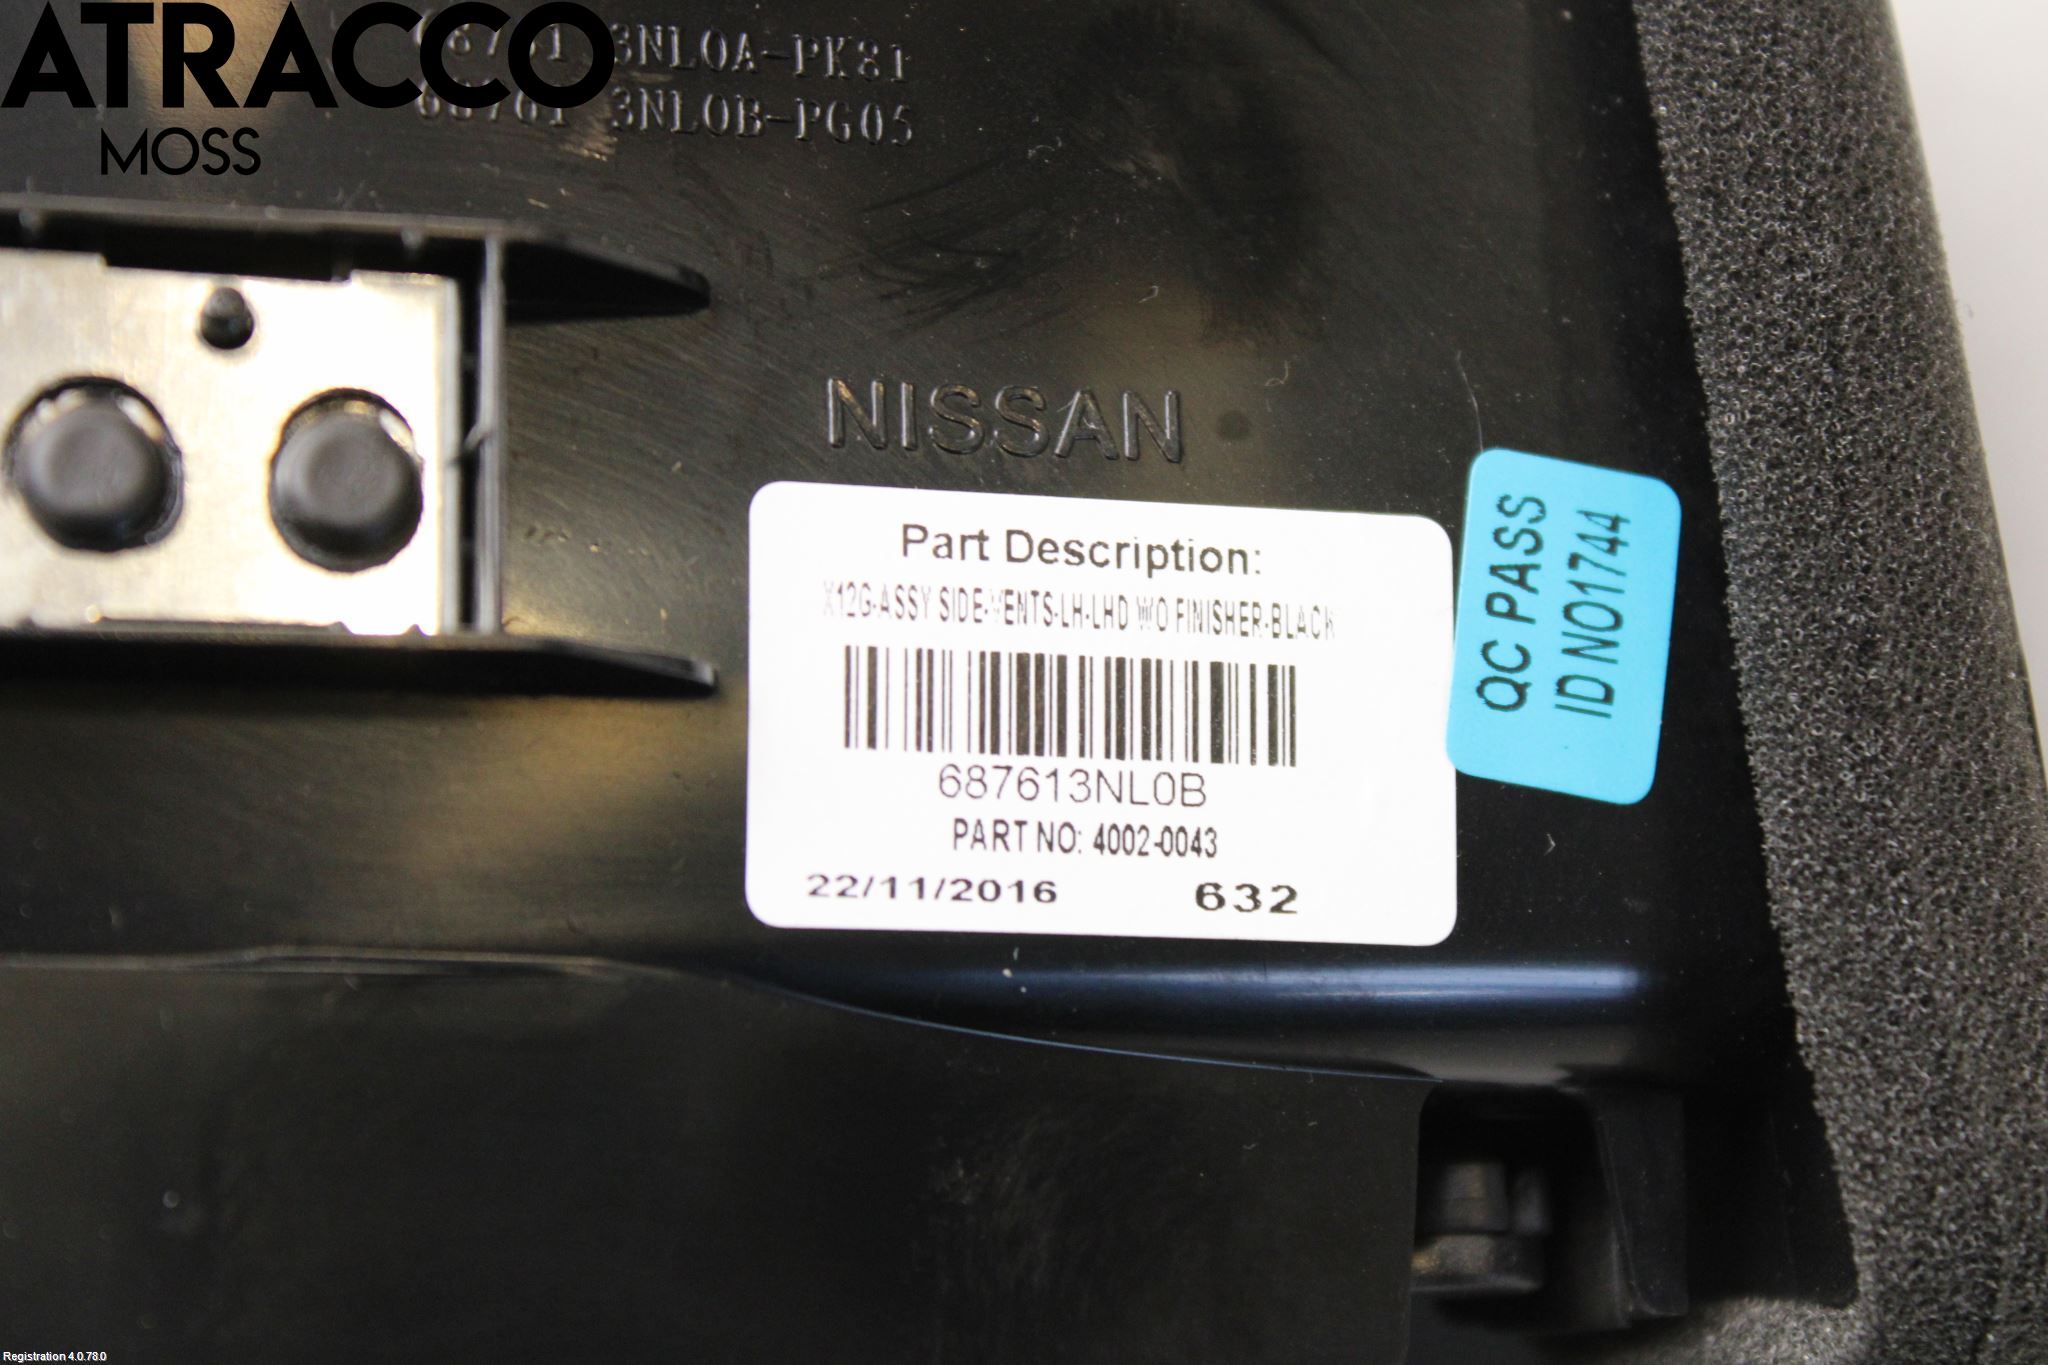 ATRACCO
MOSS
3NL0A-PK81
68761 3NL0B-PG05
NISSAN
Part Description:
X12G-ASSY SIDE-VENTS-LH-LHD W/O FINISHER-BLACK
687613NL0B
PART NO: 4002-0043
22/11/2016 632
QC PASS
ID NO1744
Registration 4.0.78.0